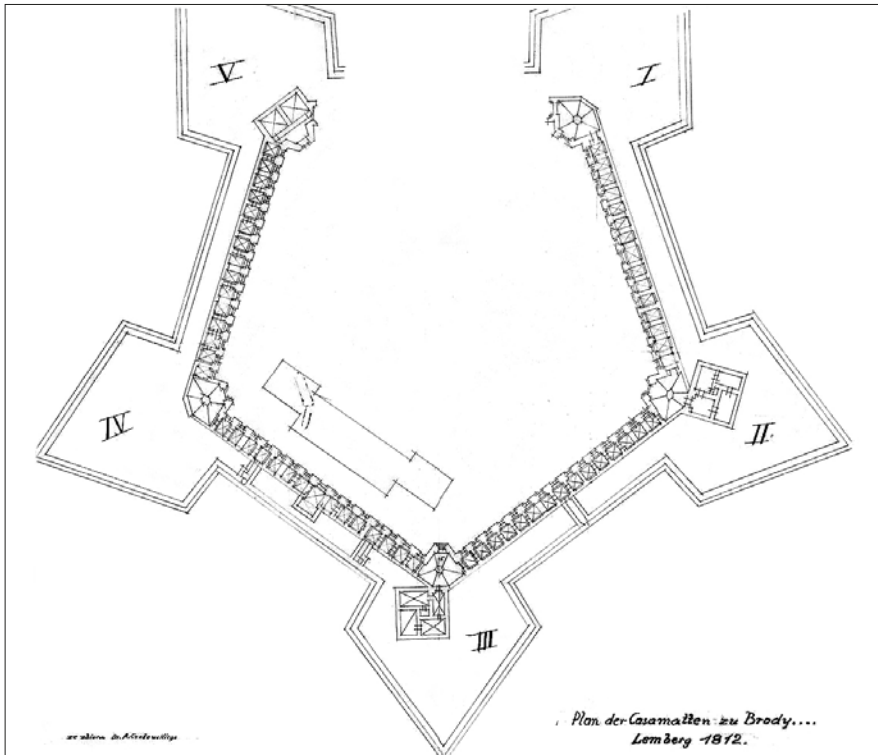 V
I
IV
II.
III
Plan der Casamatten zu Brody....
Lemberg 1812.